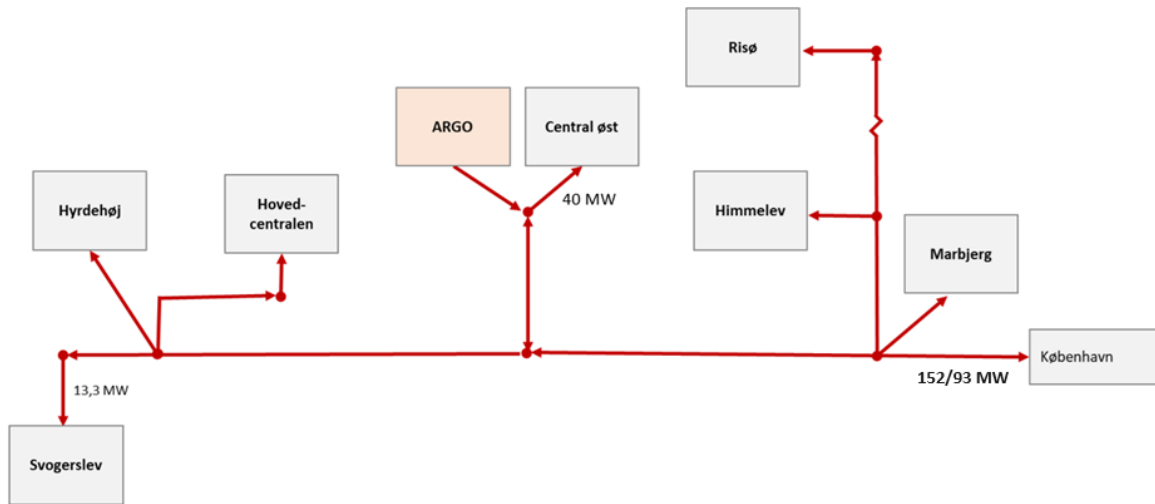 Risø
ARGO
Central øst
40 MW
Hyrdehøj
Hoved-
centralen
Himmelev
Marbjerg
København
152/93 MW
13,3 MW
Svogerslev